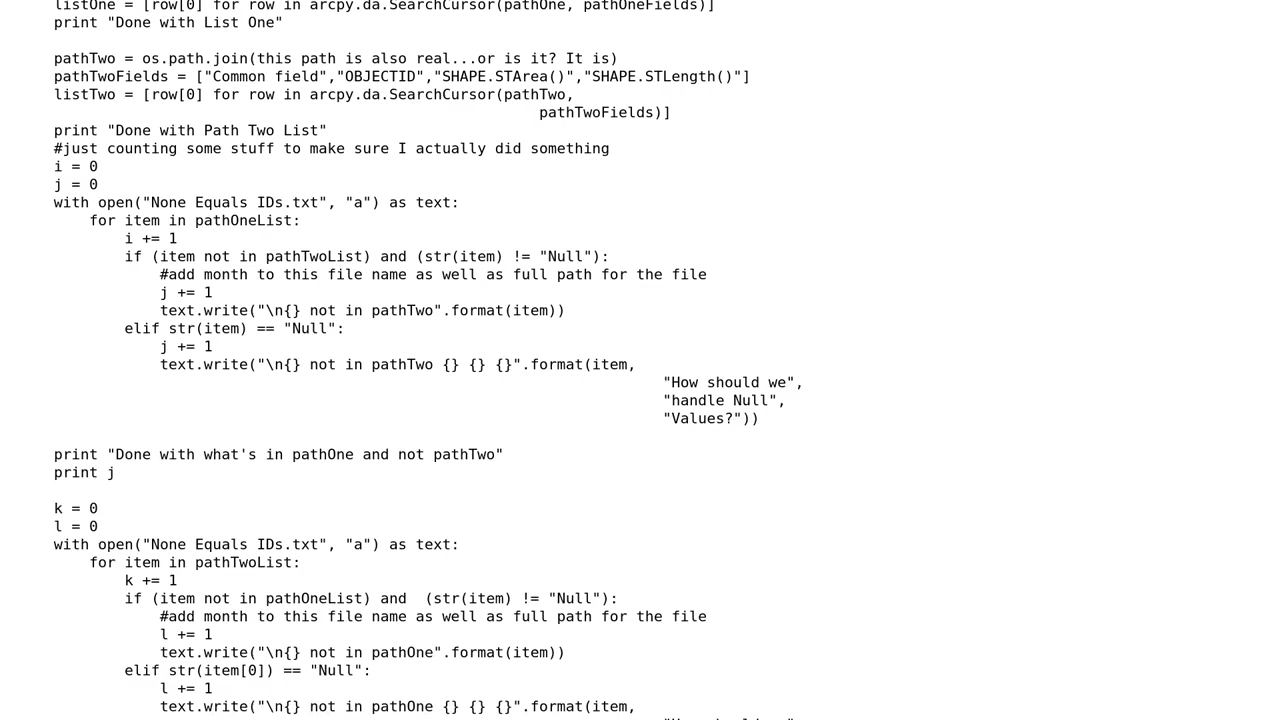 listOne = [row[0] for row in arcpy.da.SearchCursor(pathOne, pathOneFields)]
print "Done with List One"

pathTwo = os.path.join(this path is also real...or is it? It is)
pathTwoFields = ["Common field","OBJECTID","SHAPE.STArea()","SHAPE.STLength()"]
listTwo = [row[0] for row in arcpy.da.SearchCursor(pathTwo,
                                                       pathTwoFields)]
print "Done with Path Two List"
#just counting some stuff to make sure I actually did something
i = 0
j = 0
with open("None Equals IDs.txt", "a") as text:
    for item in pathOneList:
        i += 1
        if (item not in pathTwoList) and (str(item) != "Null"):
            #add month to this file name as well as full path for the file
            j += 1
            text.write("\n{} not in pathTwo".format(item))
        elif str(item) == "Null":
            j += 1
            text.write("\n{} not in pathTwo {} {} {}".format(item,
                                                                     "How should we",
                                                                     "handle Null",
                                                                     "Values?"))

print "Done with what's in pathOne and not pathTwo"
print j

k = 0
l = 0
with open("None Equals IDs.txt", "a") as text:
    for item in pathTwoList:
        k += 1
        if (item not in pathOneList) and  (str(item) != "Null"):
            #add month to this file name as well as full path for the file
            l += 1
            text.write("\n{} not in pathOne".format(item))
        elif str(item[0]) == "Null":
            l += 1
            text.write("\n{} not in pathOne {} {} {}".format(item,